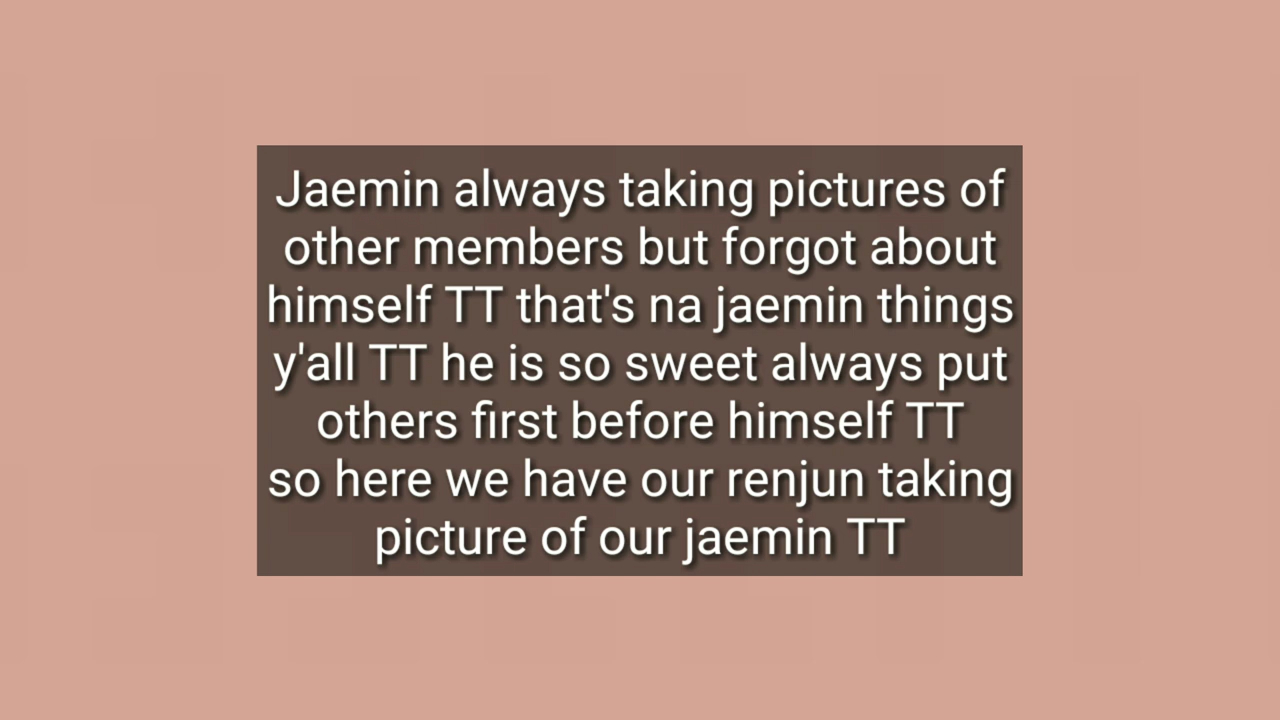 Jaemin always taking pictures of
other members but forgot about
himself TT that's na jaemin things
y'all TT he is so sweet always put
others first before himself TT
so here we have our renjun taking
picture of our jaemin TT